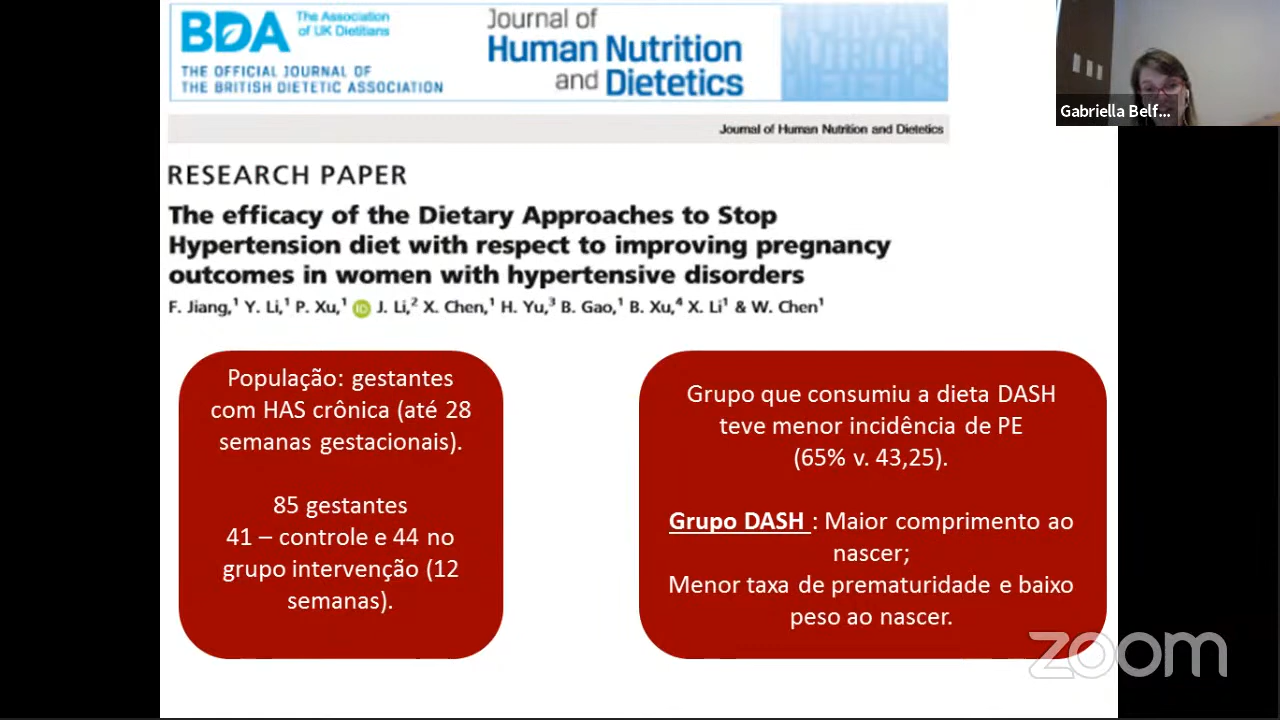 BDA
The Association
of UK Dietitians
THE OFFICIAL JOURNAL OF
THE BRITISH DIETETIC ASSOCIATION
Journal of
Human Nutrition
and Dietetics
Gabriella Belf...
Journal of Human Nutrition and Dietetics
RESEARCH PAPER
The efficacy of the Dietary Approaches to Stop
Hypertension diet with respect to improving pregnancy
outcomes in women with hypertensive disorders
F. Jiang,¹ Y. Li,¹ P. Xu,¹ iD J. Li,² X. Chen,¹ H. Yu,³ B. Gao,¹ B. Xu,⁴ X. Li¹ & W. Chen¹
População: gestantes
com HAS crônica (até 28
semanas gestacionais).
85 gestantes
41 – controle e 44 no
grupo intervenção (12
semanas).
Grupo que consumiu a dieta DASH
teve menor incidência de PE
(65% v. 43,25).
Grupo DASH : Maior comprimento ao
nascer;
Menor taxa de prematuridade e baixo
peso ao nascer.
zoom